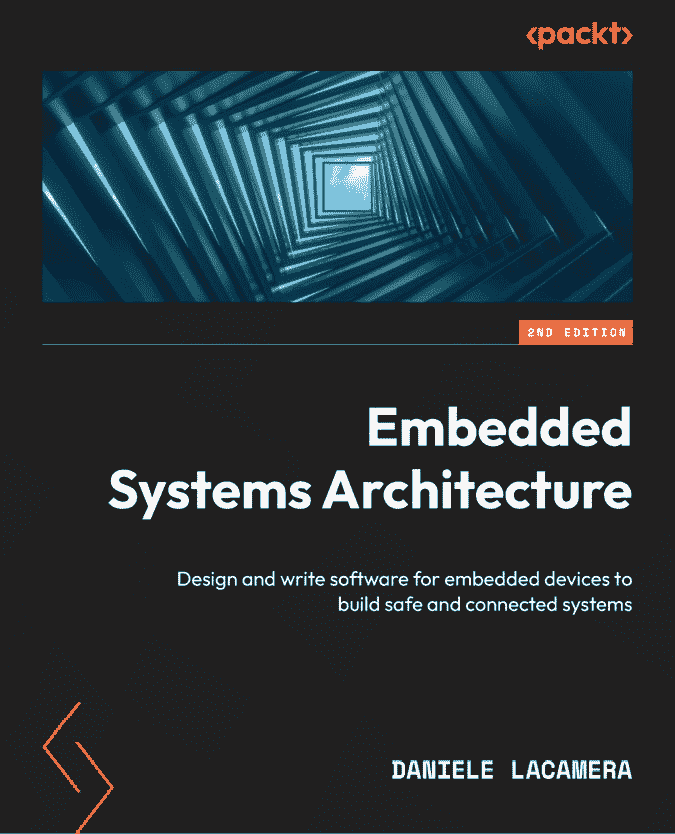 <packt>
2ND EDITION
Embedded
Systems Architecture
Design and write software for embedded devices to
build safe and connected systems
DANIELE LACAMERA